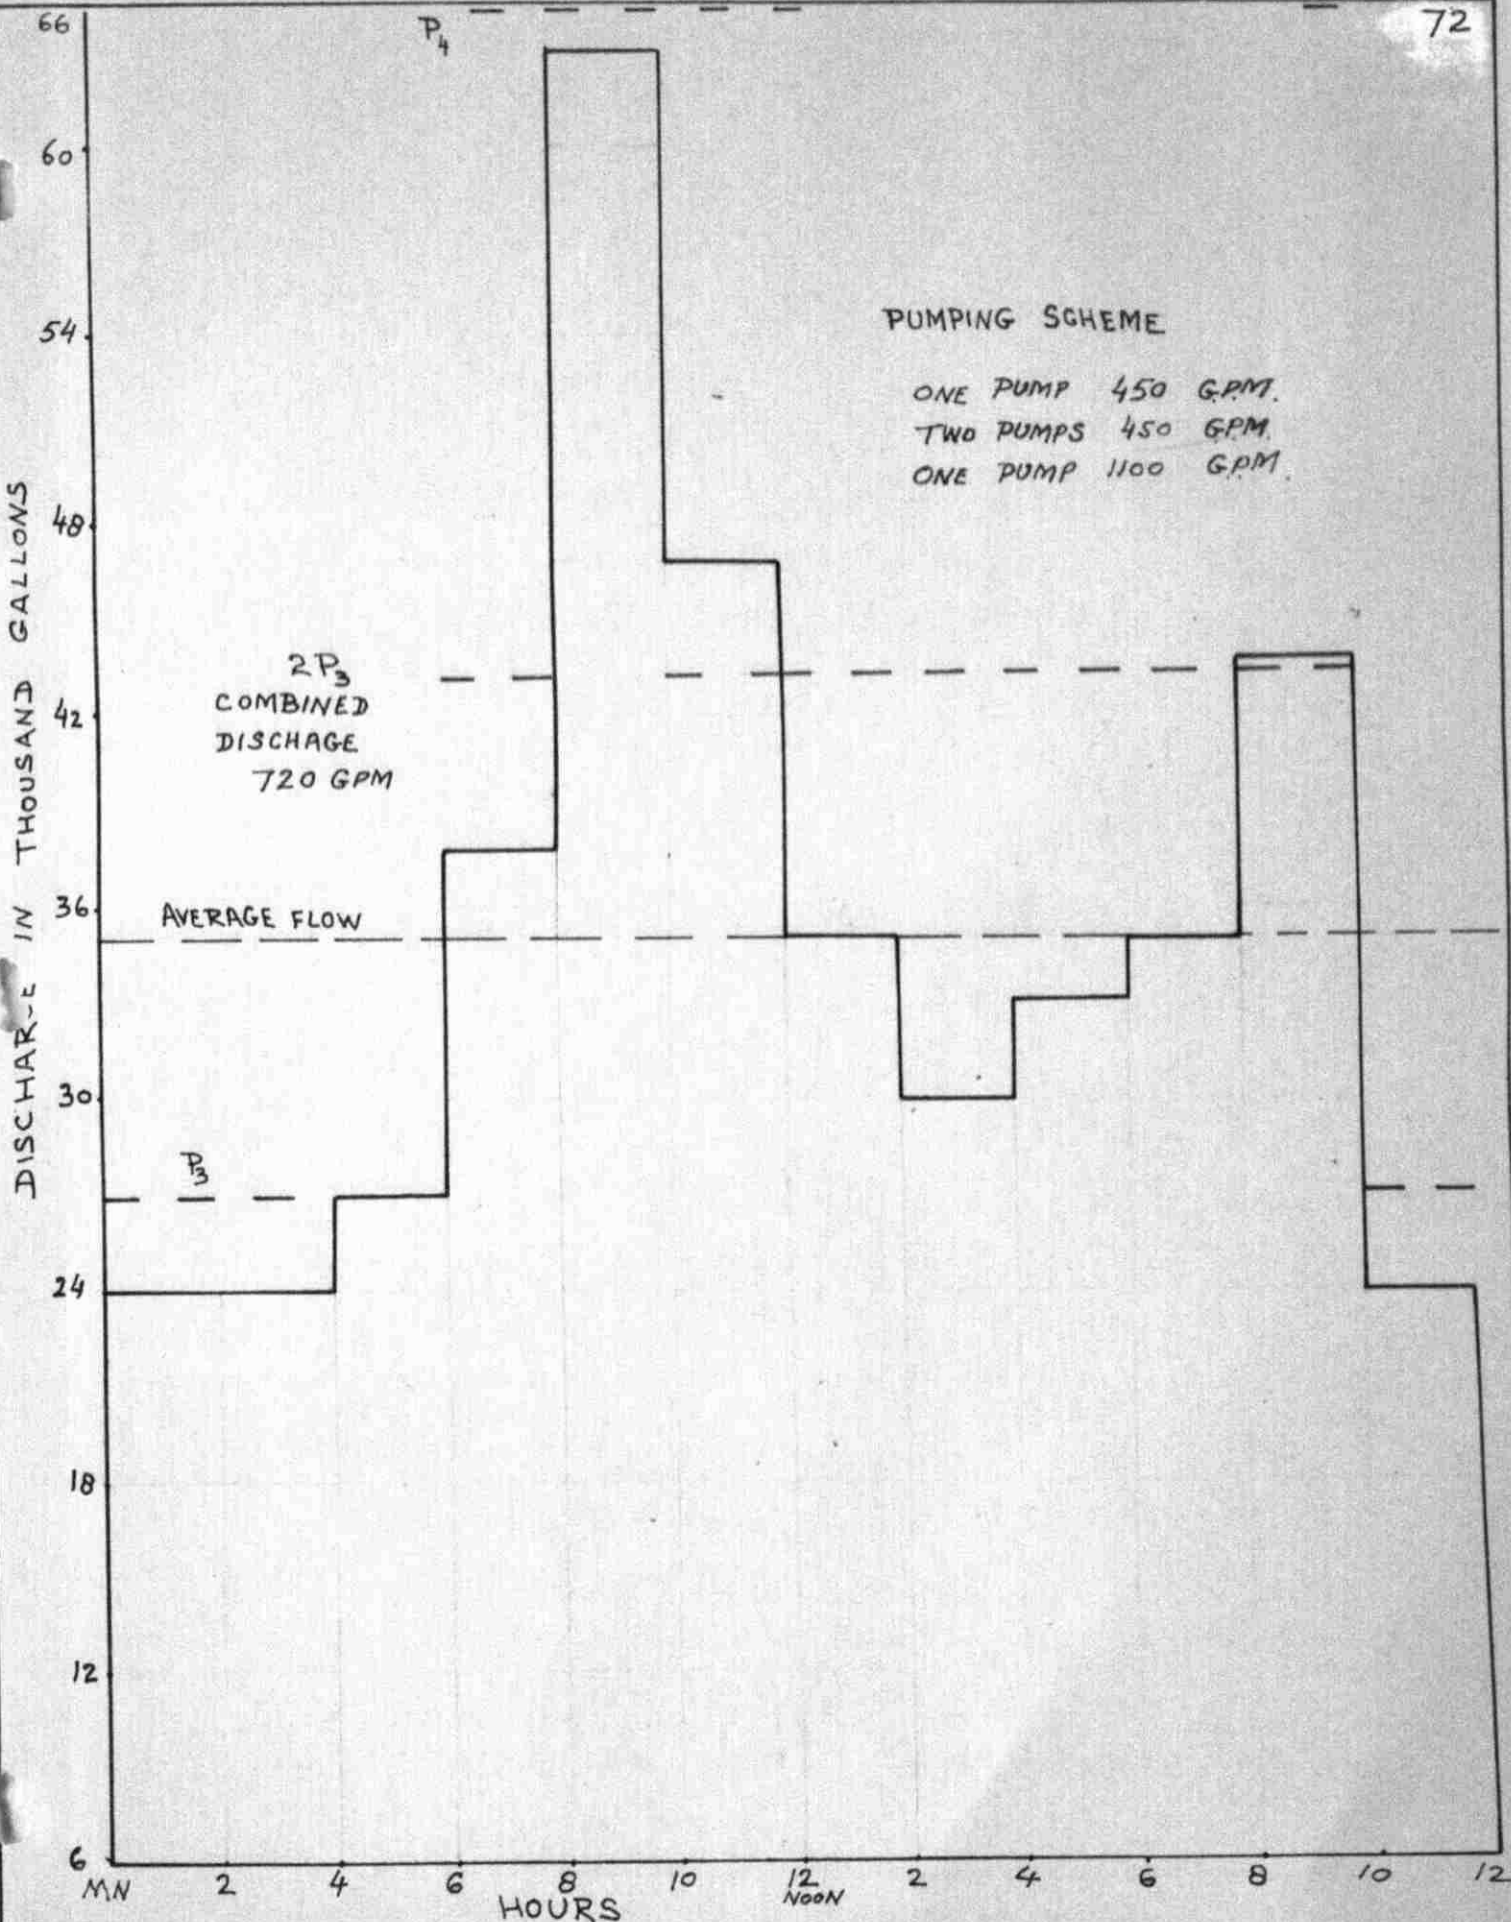 72
66
P4
60
54
PUMPING SCHEME
ONE PUMP 450 G.P.M.
TWO PUMPS 450 GPM.
ONE PUMP 1100 GPM.
48
2P3
COMBINED
DISCHAGE
720 GPM
42
36
AVERAGE FLOW
30
P3
24
18
12
6
DISCHAR E IN THOUSAND GALLONS
MN 2 4 6 8 10 12 2 4 6 8 10 12
NOON
HOURS